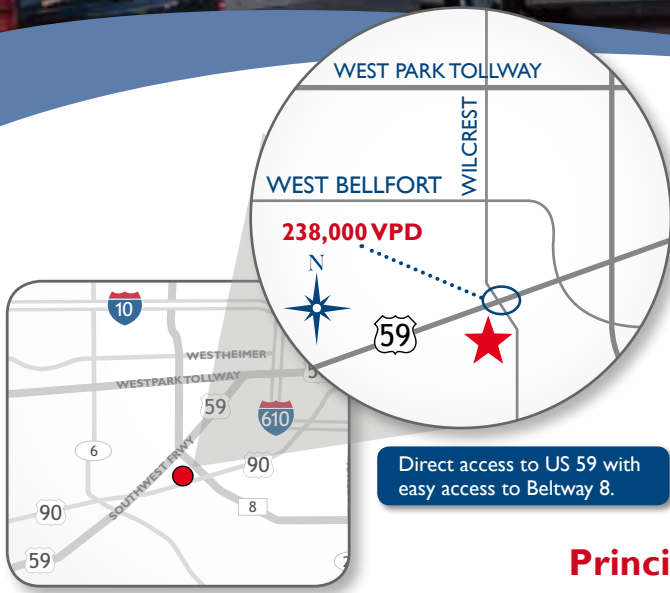 WEST PARK TOLLWAY
WILCREST
WEST BELLFORT
238,000 VPD
N
59
10
WESTHEIMER
WESTPARK TOLLWAY
59
610
6
SOUTHWEST FRWY
90
8
90
59
Direct access to US 59 with
easy access to Beltway 8.